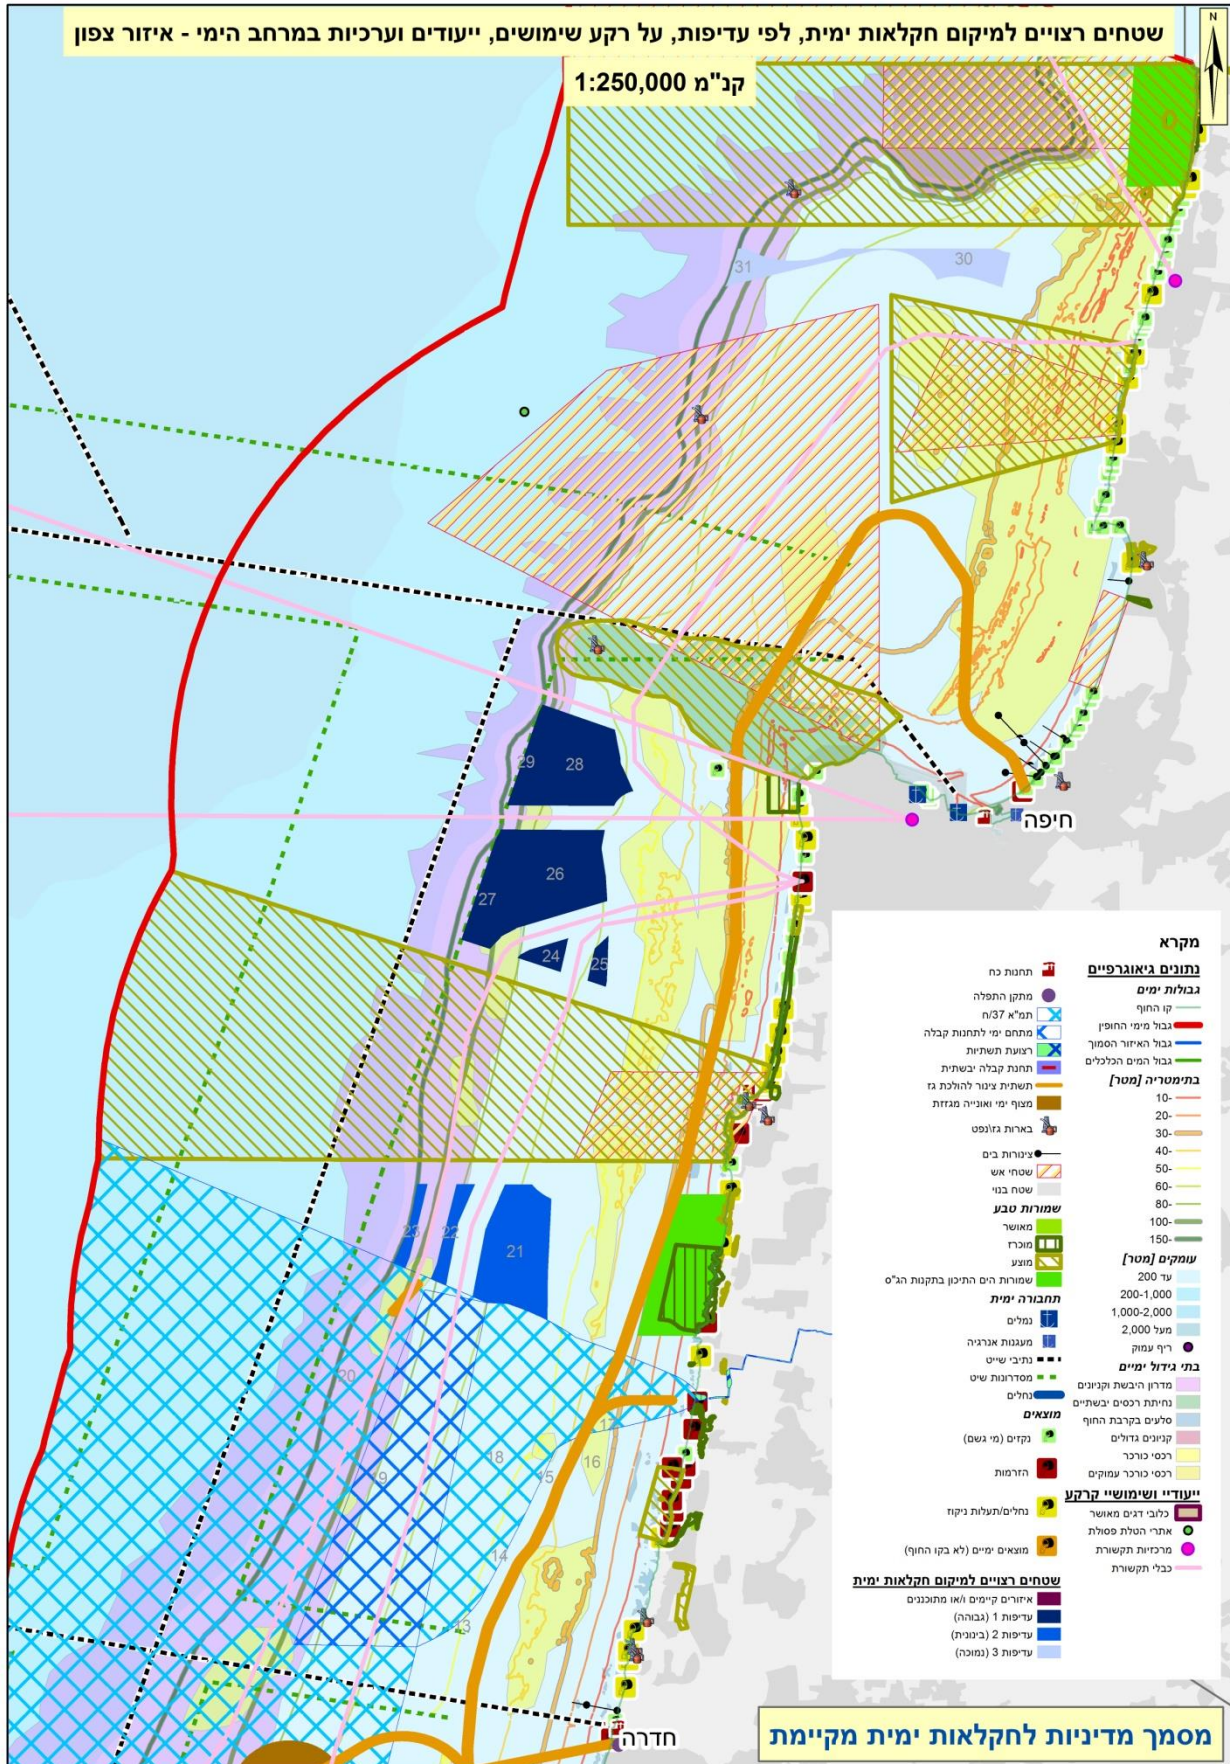 שטחים רצויים למיקום חקלאות ימית, לפי עדיפות, על רקע שימושים, ייעודים וערכיות במרחב הימי - איזור צפון
N
קנ"מ 1:250,000
31
30
29
28
27
26
24
25
חיפה
23
22
21
20
19
18
17
16
15
14
13
חדרה
מקרא
נתונים גיאוגרפיים
גבולות ימים
קו החוף
גבול מימי החופין
גבול האיזור הסמוך
גבול המים הכלכלים
בתימטריה [מטר]
10-
20-
30-
40-
50-
60-
80-
100-
150-
עומקים [מטר]
עד 200
200-1,000
1,000-2,000
מעל 2,000
ריף עמוק
בתי גידול ימיים
מדרון היבשת וקניונים
נחיתת רכסים יבשתיים
סלעים בקרבת החוף
קניונים גדולים
רכסי כורכר
רכסי כורכר עמוקים
ייעודיי ושימושיי קרקע
כלובי דגים מאושר
אתרי הטלת פסולת
מרכזיות תקשורת
כבלי תקשורת
תחנות כח
מתקן התפלה
תמ"א 37/ח
מתחם ימי לתחנות קבלה
רצועת תשתיות
תחנת קבלה יבשתית
תשתית צינור להולכת גז
מצוף ימי ואונייה מגזזת
בארות גז\נפט
צינורות בים
שטחי אש
שטח בנוי
שמורות טבע
מאושר
מוכרז
מוצע
שמורות הים התיכון בתקנות הג"ס
תחבורה ימית
נמלים
מעגנות אנרגיה
נתיבי שייט
מסדרונות שיט
נחלים
מוצאים
נקזים (מי גשם)
הזרמות
נחלים/תעלות ניקוז
מוצאים ימיים (לא בקו החוף)
שטחים רצויים למיקום חקלאות ימית
איזורים קיימים ו/או מתוכננים
עדיפות 1 (גבוהה)
עדיפות 2 (בינונית)
עדיפות 3 (נמוכה)
מסמך מדיניות לחקלאות ימית מקיימת